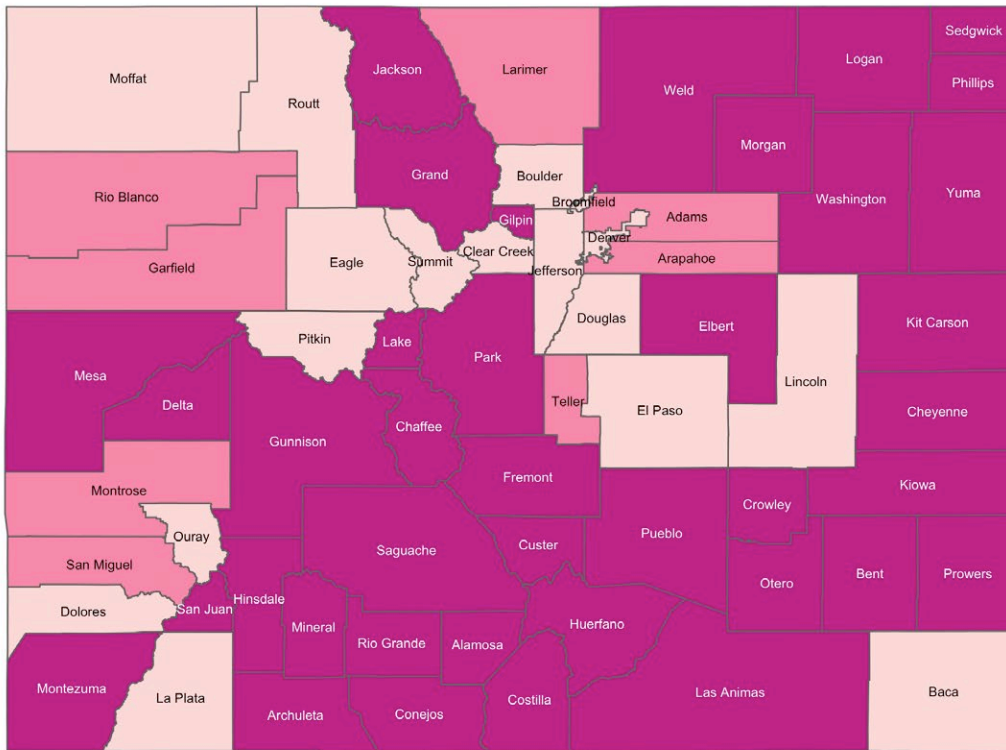 Sedgwick
Logan
Jackson
Larimer
Moffat
Phillips
Weld
Routt
Morgan
Boulder
Grand
Rio Blanco
Washington
Yuma
Broomfield
Gilpin
Adams
Denver
Clear Creek
Summit
Eagle
Garfield
Arapahoe
Jefferson
Douglas
Kit Carson
Elbert
Pitkin
Lake
Park
Mesa
Lincoln
Teller
Delta
El Paso
Cheyenne
Chaffee
Gunnison
Fremont
Kiowa
Montrose
Crowley
Ouray
Pueblo
Custer
Saguache
San Miguel
Otero
Bent
Prowers
Hinsdale
Dolores
San Juan
Huerfano
Mineral
Rio Grande
Alamosa
Montezuma
La Plata
Las Animas
Baca
Costilla
Archuleta
Conejos